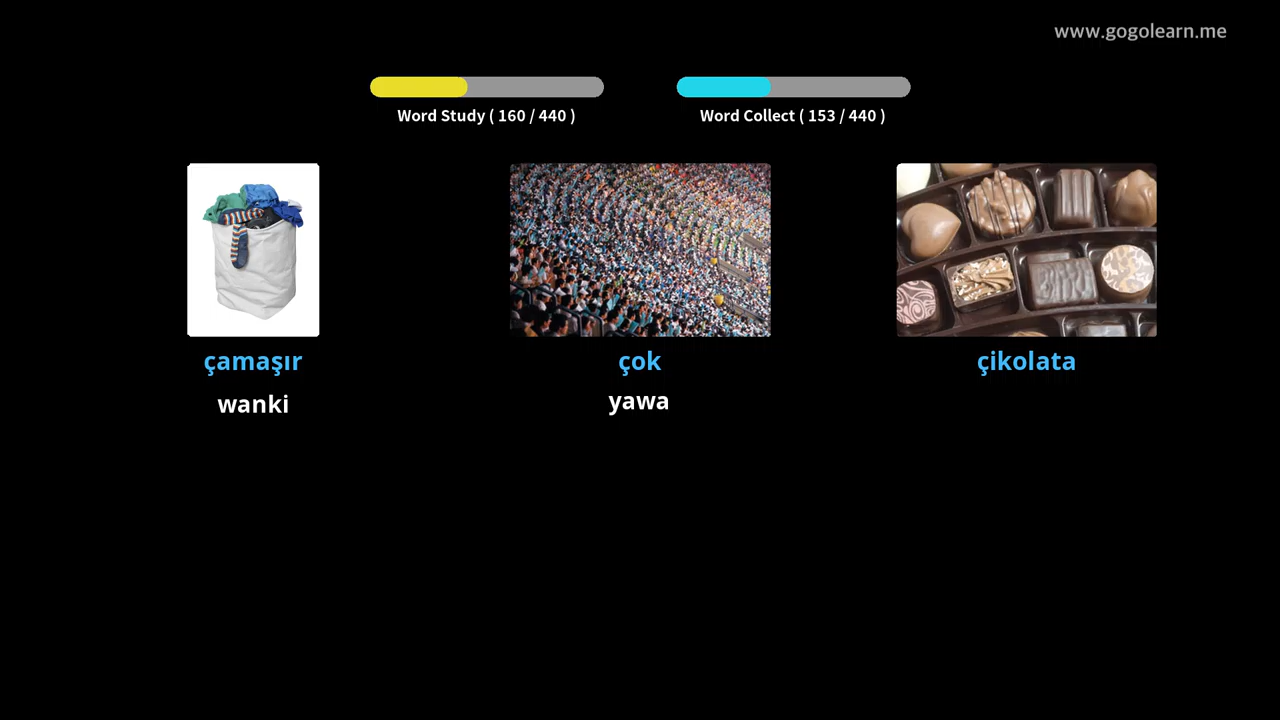 www.gogolearn.me
Word Study ( 160 / 440 )
Word Collect ( 153 / 440 )
çamaşır
çok
çikolata
wanki
yawa